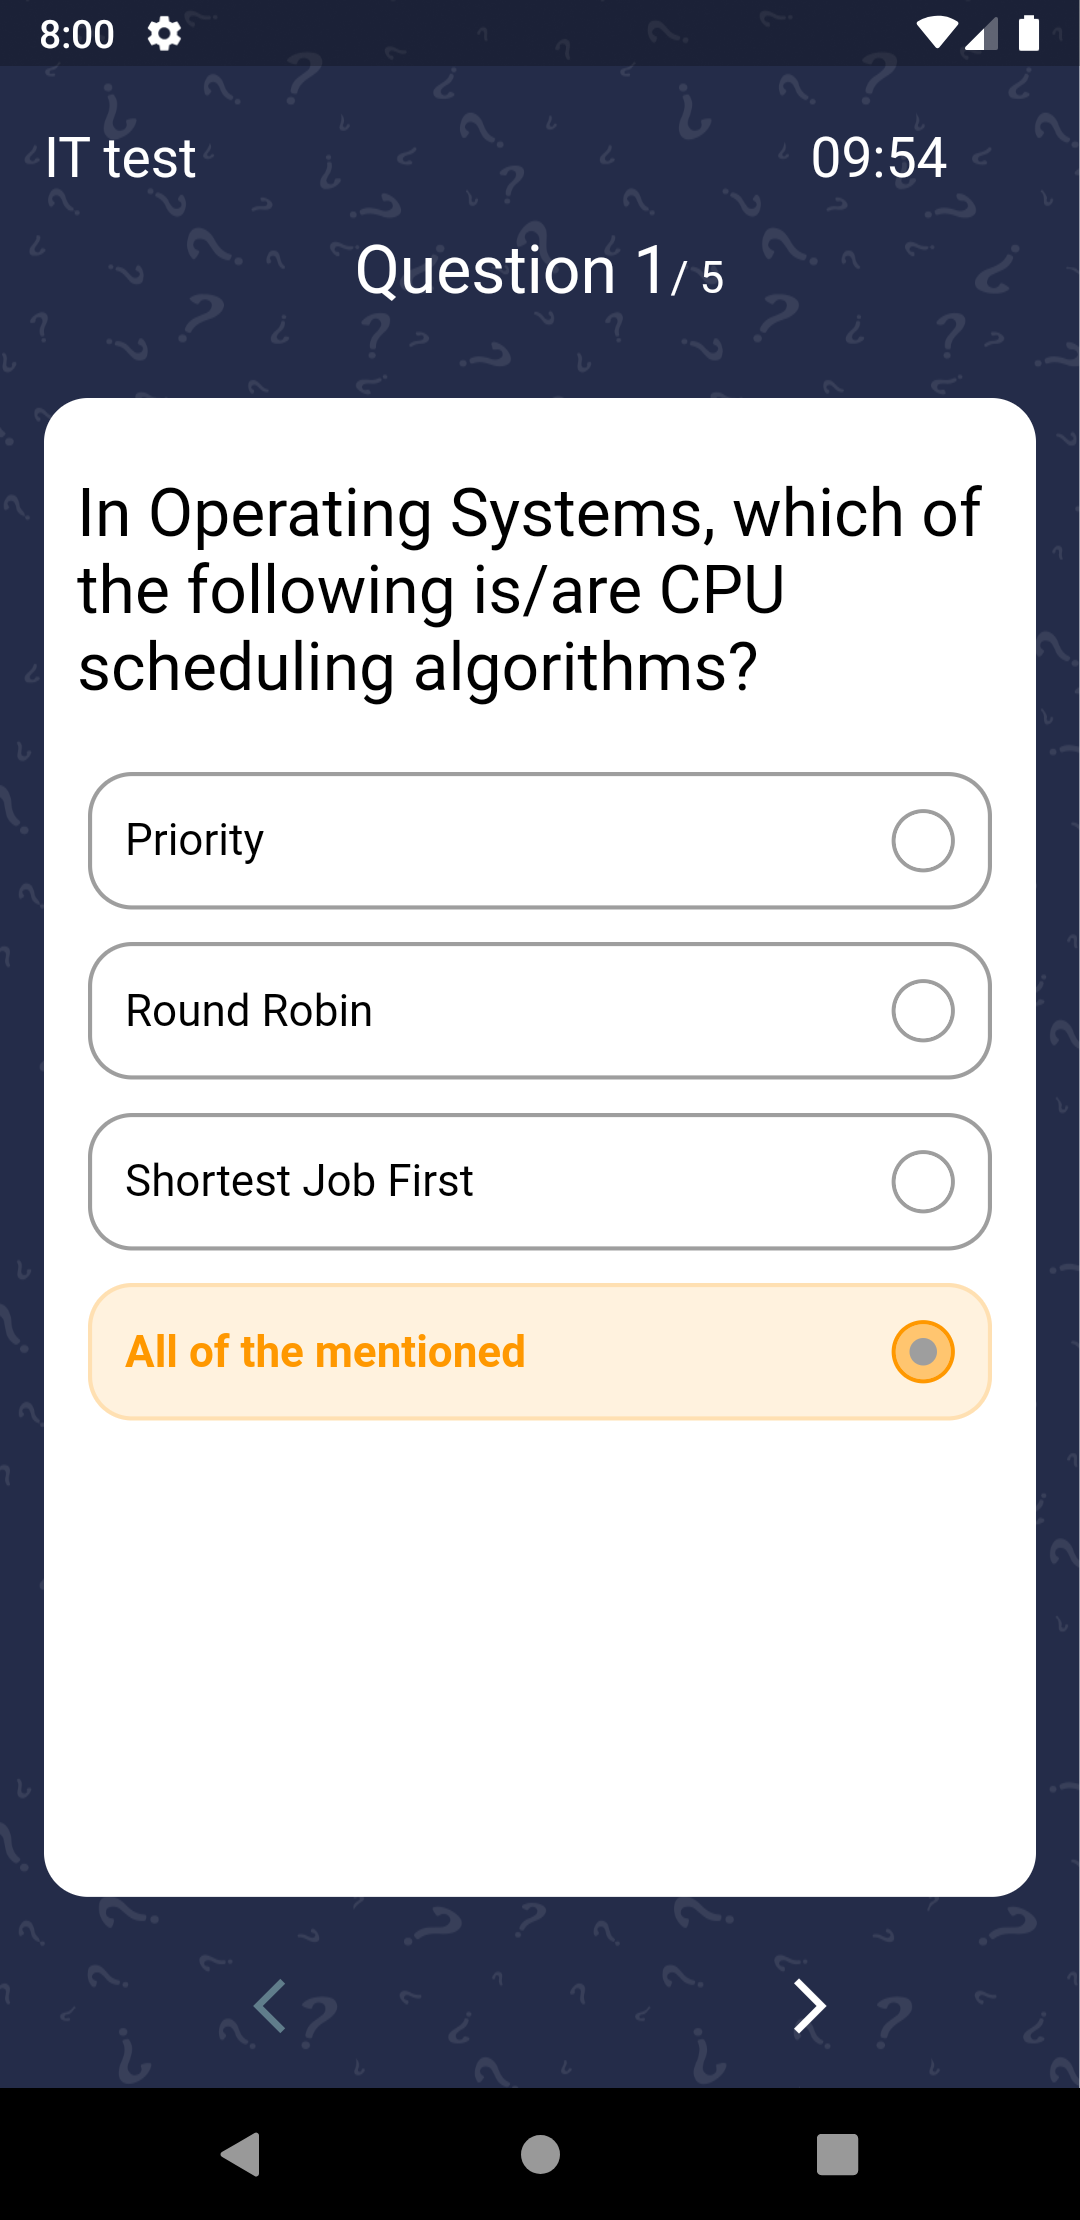 8:00
IT test 09:54
Question 1/ 5
In Operating Systems, which of
the following is/are CPU
scheduling algorithms?
Priority
Round Robin
Shortest Job First
All of the mentioned